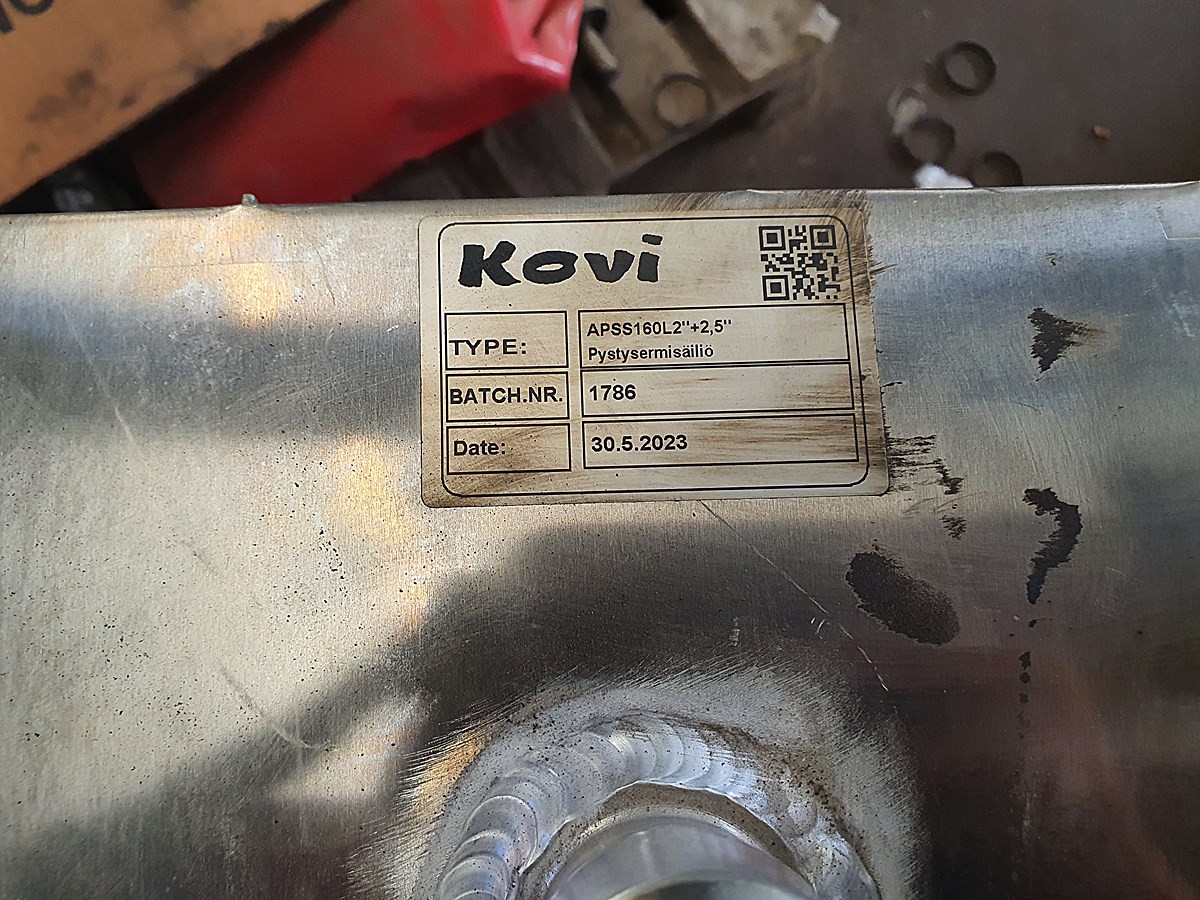 Kovi
TYPE:
APSS160L2''+2,5''
Pystysermisäiliö
BATCH.NR.
1786
Date:
30.5.2023